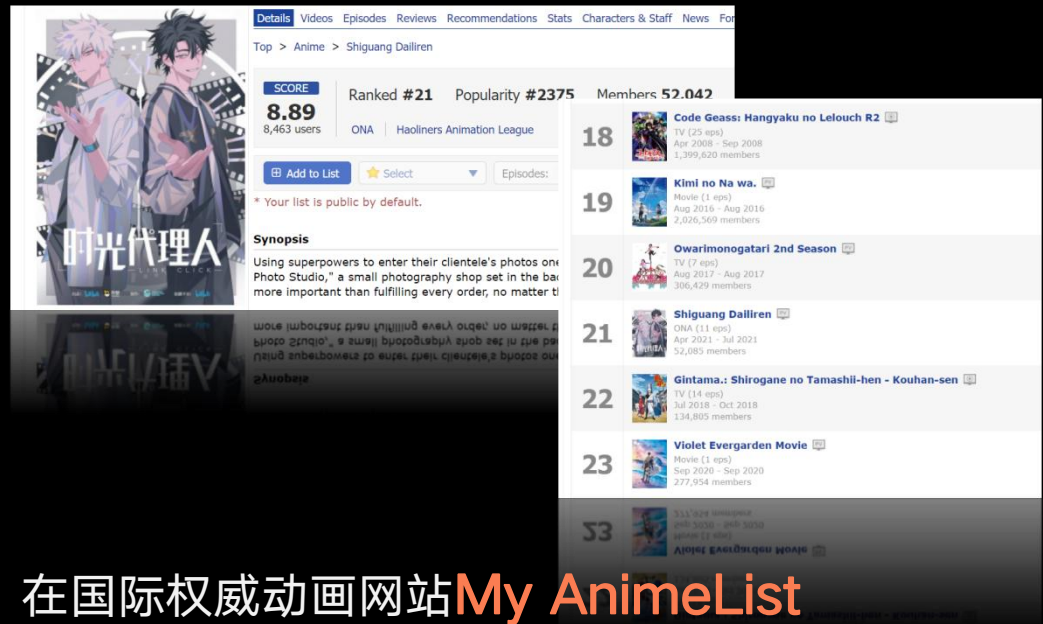 Details Videos Episodes Reviews Recommendations Stats Characters & Staff News
Top > Anime > Shiguang Dailiren
时光代理人
LINK CLICK
SCORE
8.89
8,463 users
Ranked #21 Popularity #2375 Members 52,042
ONA Haoliners Animation League
Add to List Select Episodes:
* Your list is public by default.
Synopsis
Using superpowers to enter their clientele's photos one
Photo Studio," a small photography shop set in the
more important than fulfilling every order, no matter
18
Code Geass: Hangyaku no Lelouch R2
TV (25 eps)
Apr 2008 - Sep 2008
1,399,620 members
19
Kimi no Na wa.
Movie (1 eps)
Aug 2016 - Aug 2016
2,026,569 members
20
Owarimonogatari 2nd Season
TV (7 eps)
Aug 2017 - Aug 2017
306,429 members
21
Shiguang Dailiren
ONA (11 eps)
Apr 2021 - Jul 2021
52,085 members
22
Gintama.: Shirogane no Tamashii-hen - Kouhan-sen
TV (14 eps)
Jul 2018 - Oct 2018
134,805 members
23
Violet Evergarden Movie
Movie (1 eps)
Sep 2020 - Sep 2020
277,954 members
在国际权威动画网站My AnimeList